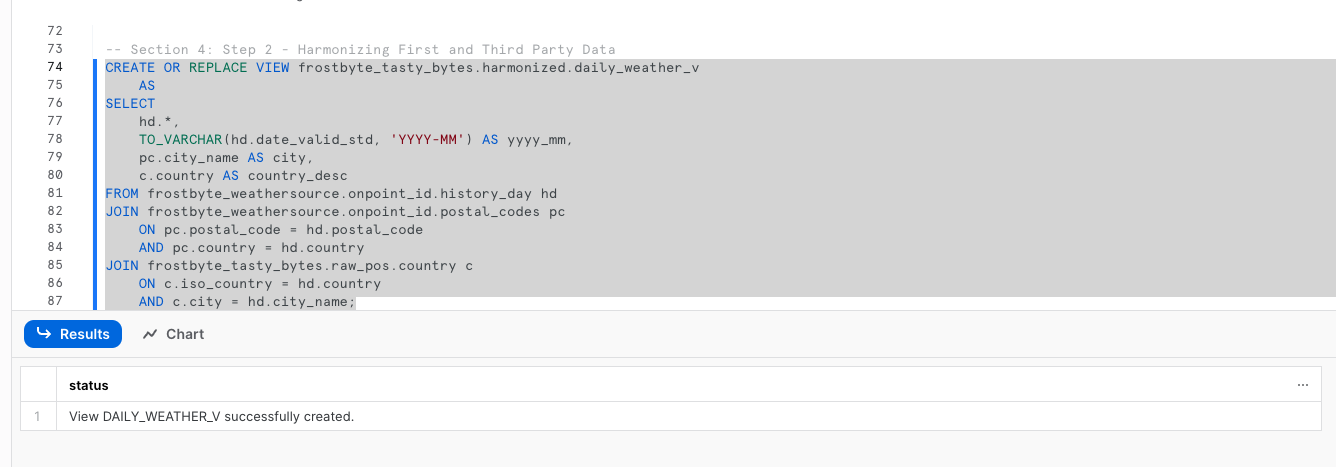 72
73 -- Section 4: Step 2 - Harmonizing First and Third Party Data
74 CREATE OR REPLACE VIEW frostbyte_tasty_bytes.harmonized.daily_weather_v
75     AS
76 SELECT
77     hd.*,
78     TO_VARCHAR(hd.date_valid_std, 'YYYY-MM') AS yyyy_mm,
79     pc.city_name AS city,
80     c.country AS country_desc
81 FROM frostbyte_weathersource.onpoint_id.history_day hd
82 JOIN frostbyte_weathersource.onpoint_id.postal_codes pc
83     ON pc.postal_code = hd.postal_code
84     AND pc.country = hd.country
85 JOIN frostbyte_tasty_bytes.raw_pos.country c
86     ON c.iso_country = hd.country
87     AND c.city = hd.city_name;
Results Chart
status ...
1 View DAILY_WEATHER_V successfully created.